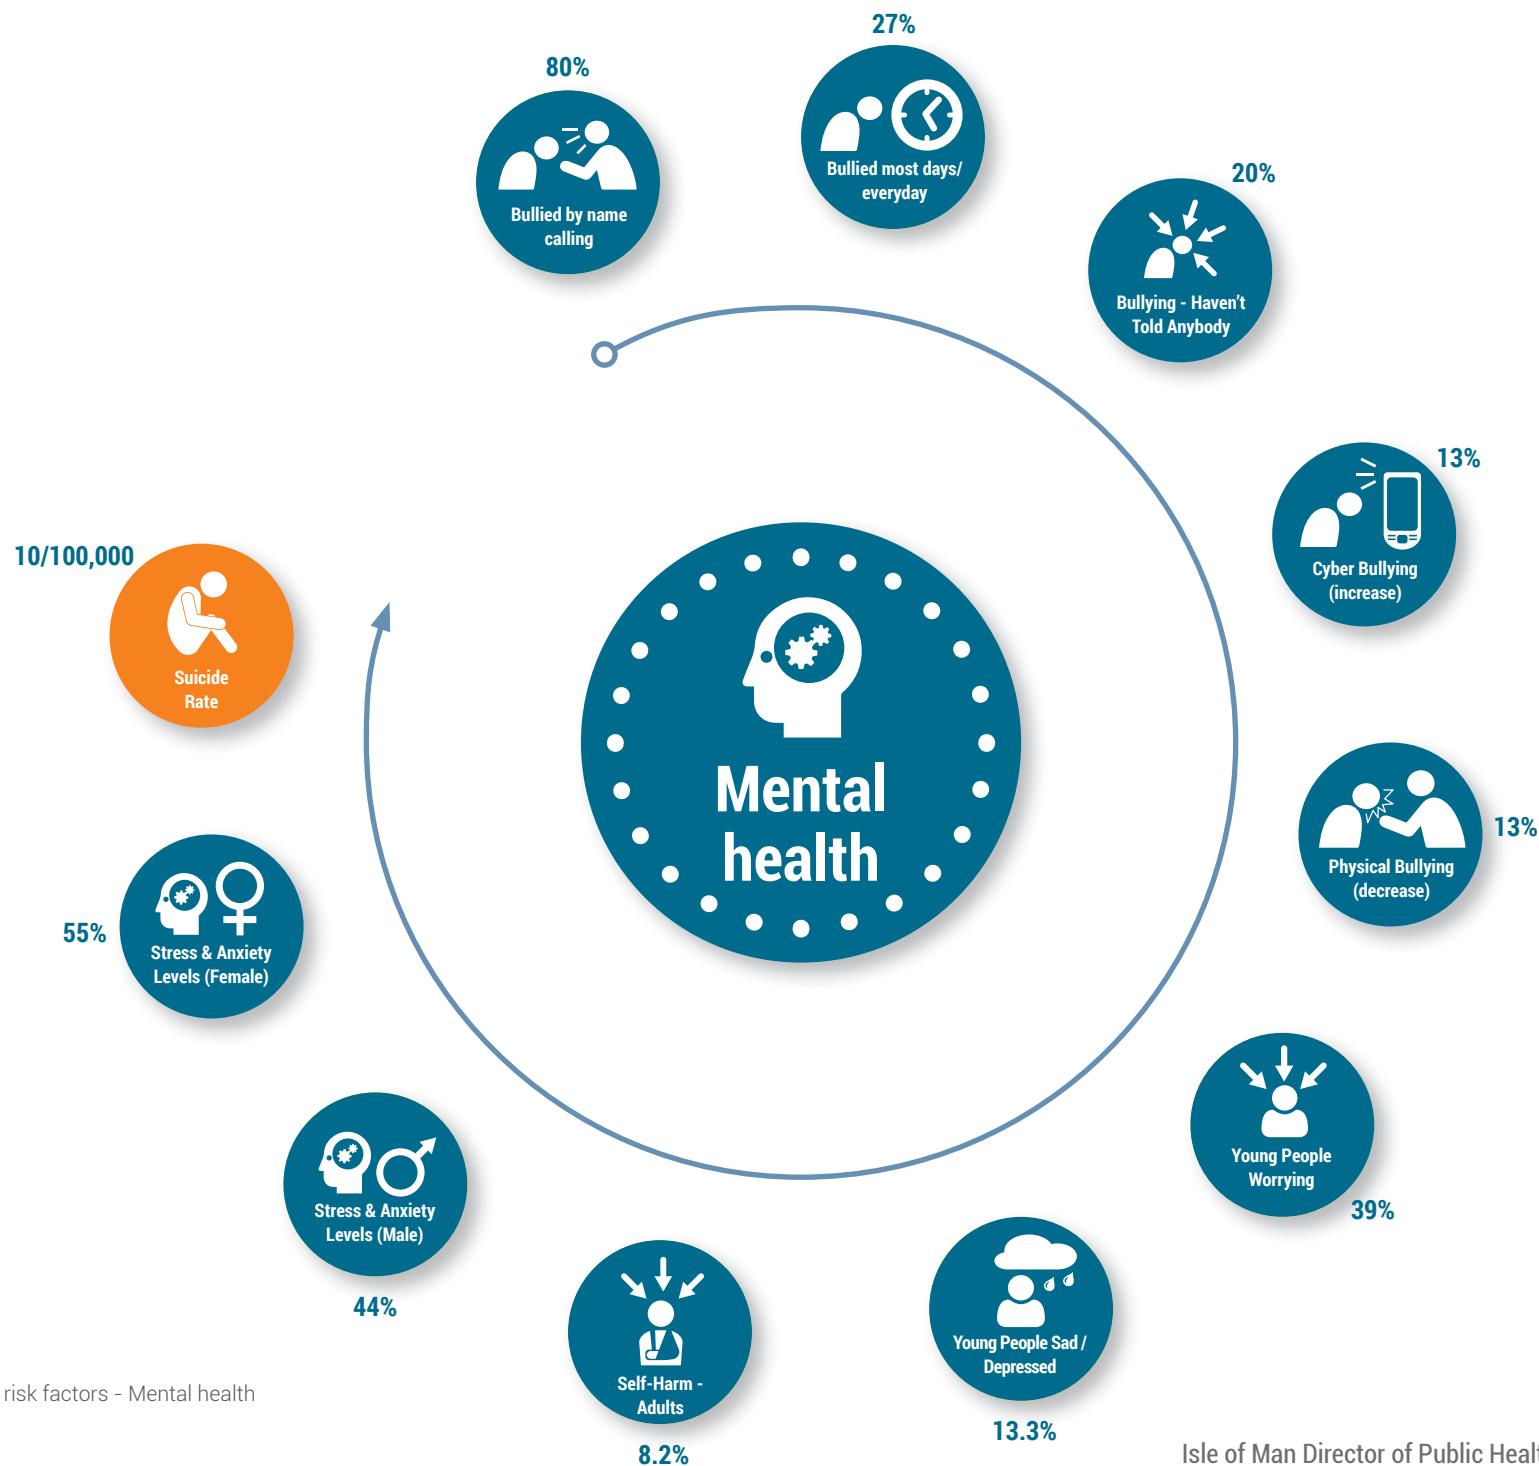 80%
Bullied by name
calling
27%
Bullied most days/
everyday
20%
Bullying - Haven't
Told Anybody
13%
Cyber Bullying
(increase)
13%
Physical Bullying
(decrease)
Young People
Worrying
39%
Young People Sad /
Depressed
13.3%
Self-Harm -
Adults
8.2%
Stress & Anxiety
Levels (Male)
44%
55%
Stress & Anxiety
Levels (Female)
10/100,000
Suicide
Rate
Mental
health
risk factors - Mental health
Isle of Man Director of Public